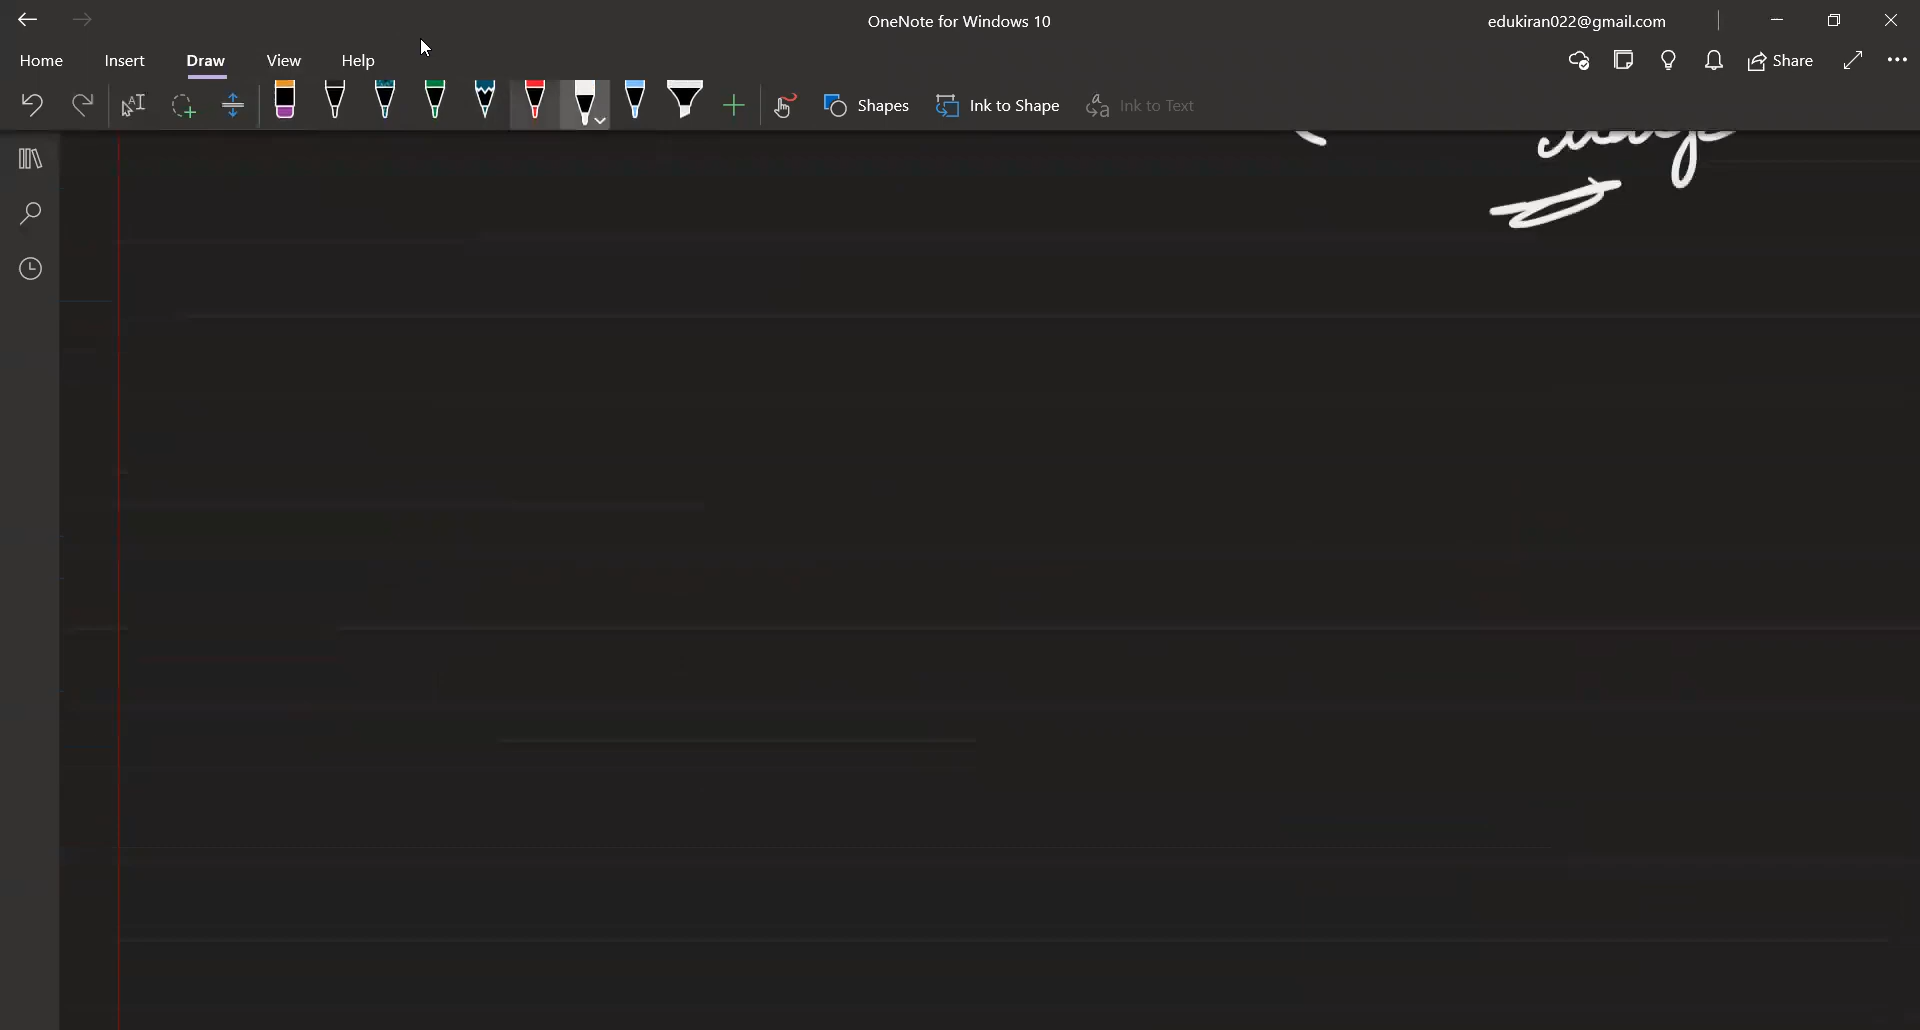 OneNote for Windows 10
edukiran022@gmail.com
Home Insert Draw View Help
Share
Shapes Ink to Shape Ink to Text